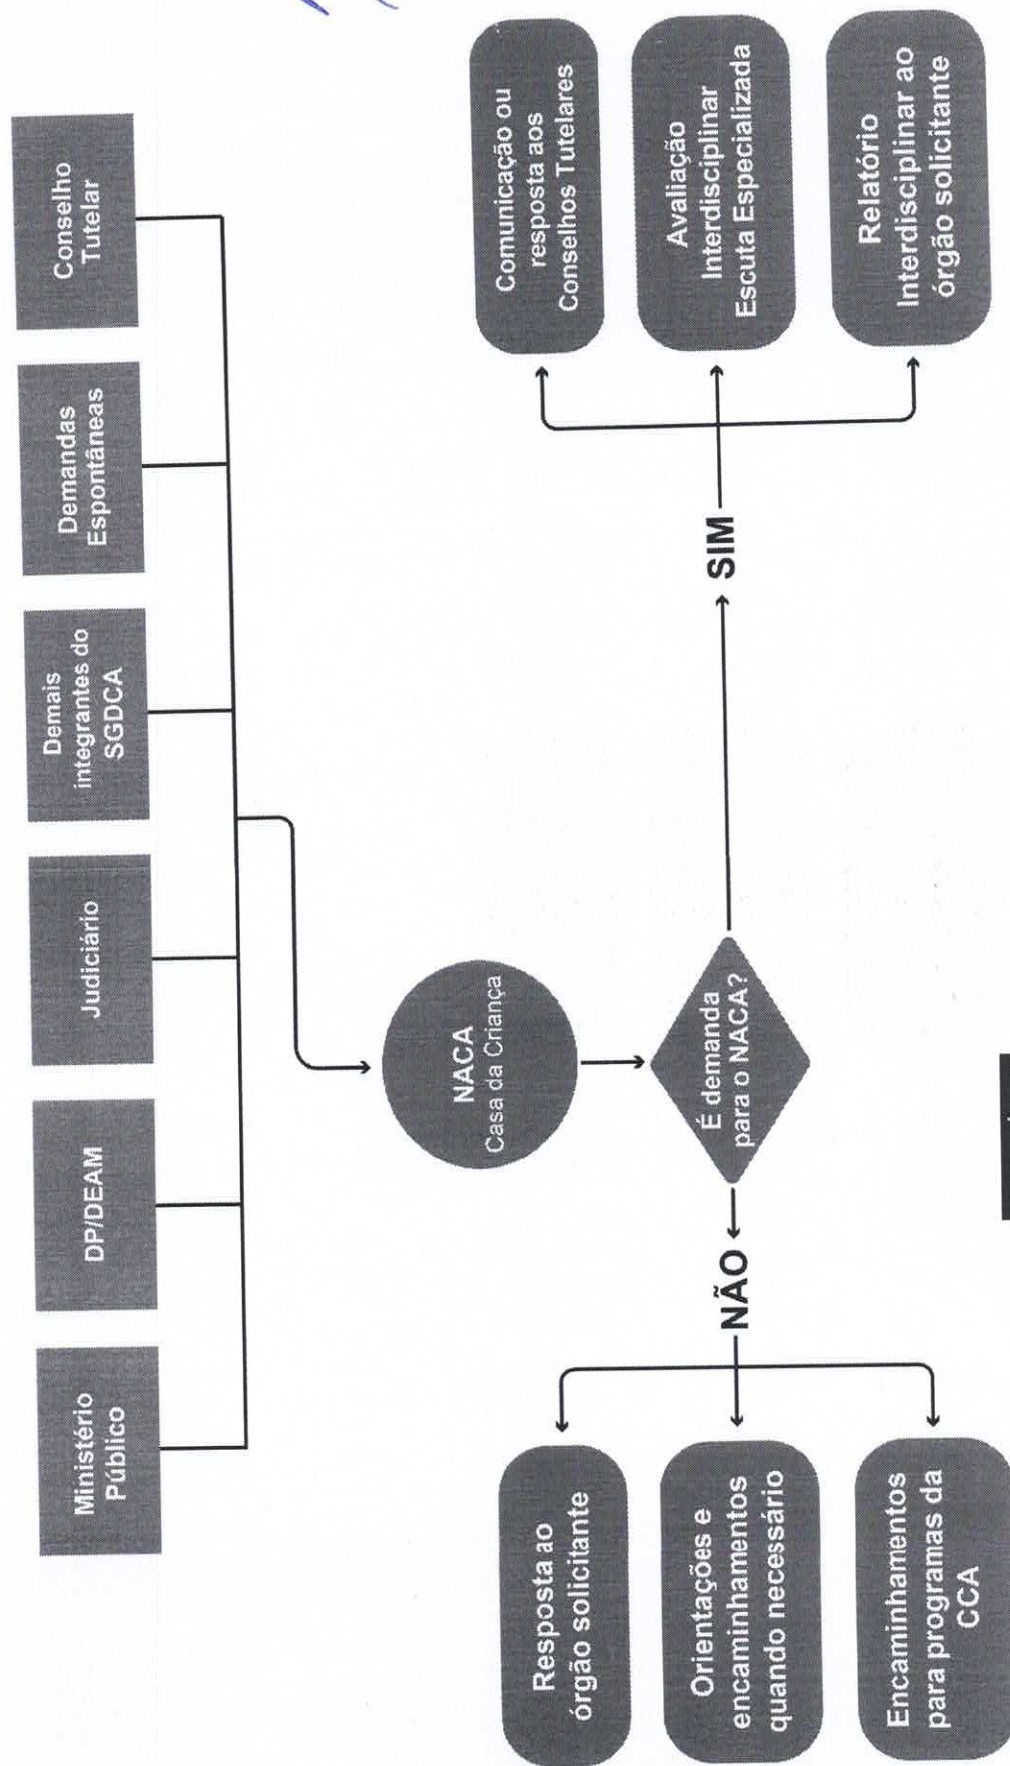 Ministério
Público
DP/DEAM
Judiciário
Demais
integrantes do
SGDCA
Demandas
Espontâneas
Conselho
Tutelar
NACA
Casa da Criança
É demanda
para o NACA?
NÃO
SIM
Resposta ao
órgão solicitante
Orientações e
encaminhamentos
quando necessário
Encaminhamentos
para programas da
CCA
Comunicação ou
resposta aos
Conselhos Tutelares
Avaliação
Interdisciplinar
Escuta Especializada
Relatório
Interdisciplinar ao
órgão solicitante